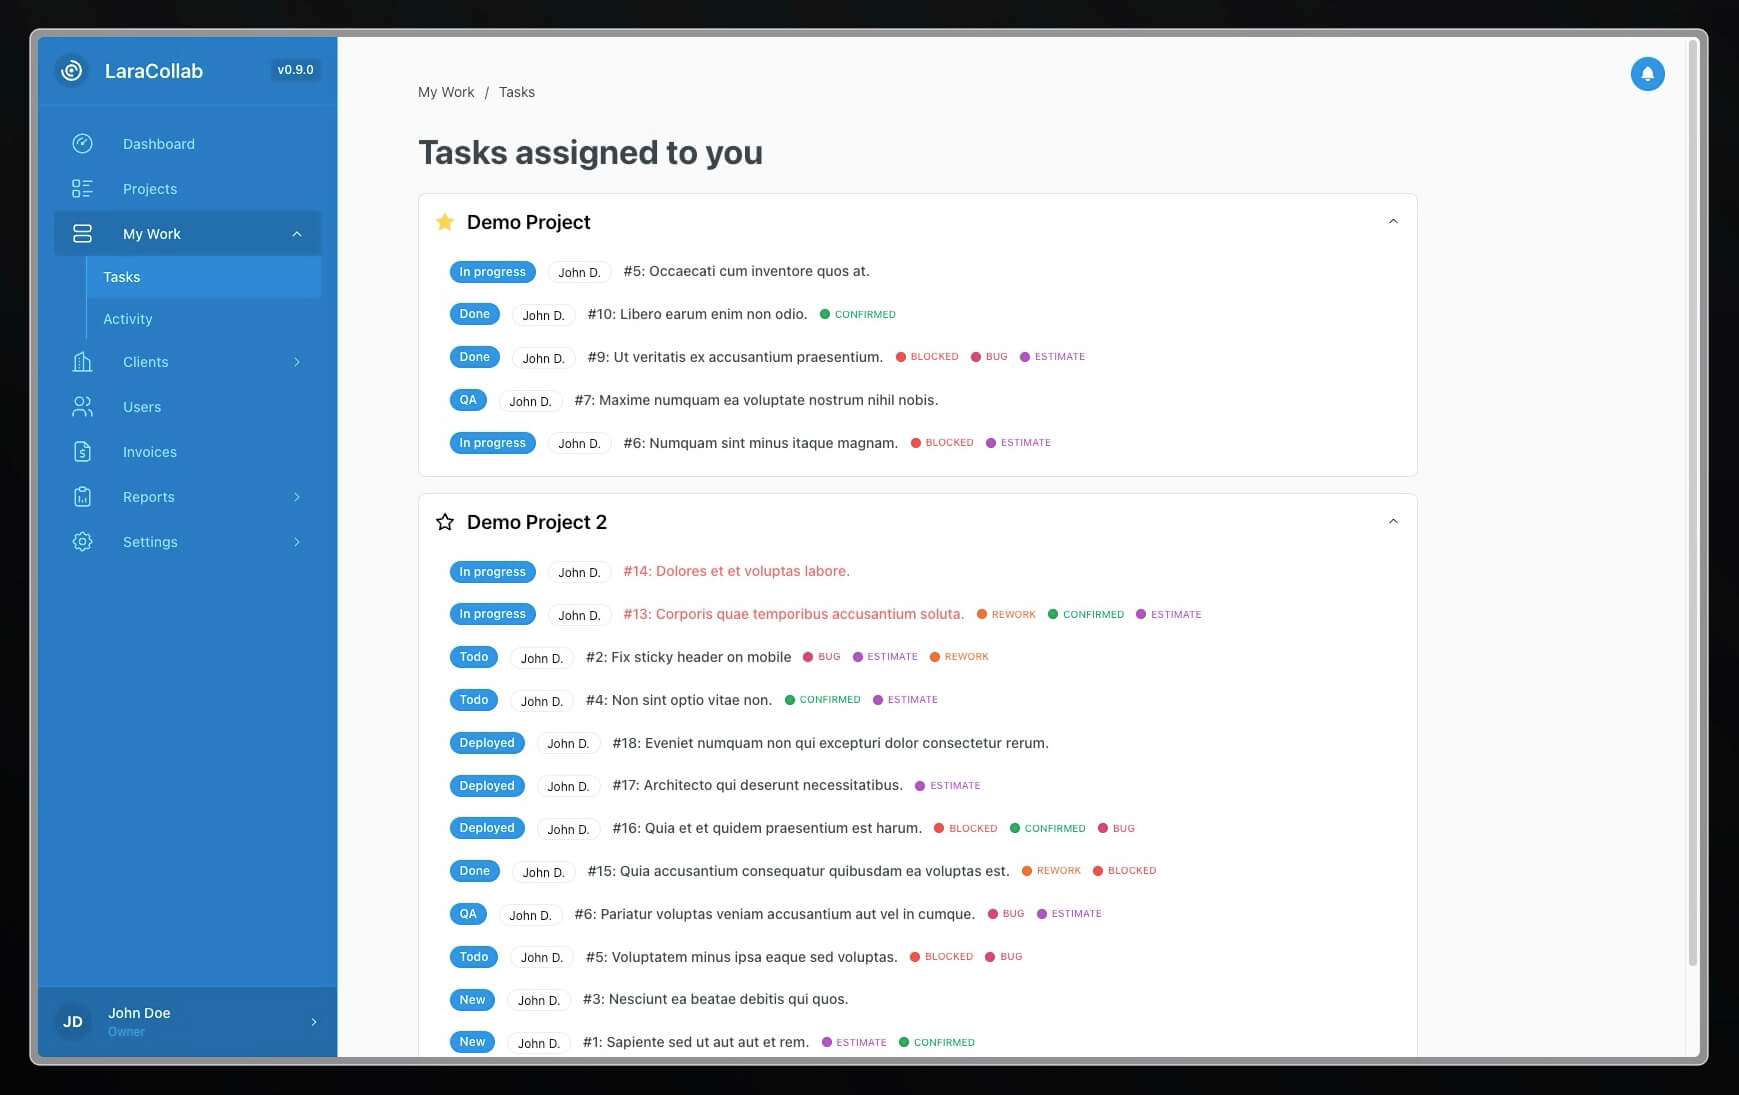 LaraCollab v0.9.0
Dashboard
Projects
My Work
Tasks
Activity
Clients
Users
Invoices
Reports
Settings
JD John Doe
Owner
My Work / Tasks
Tasks assigned to you
Demo Project
In progress John D. #5: Occaecati cum inventore quos at.
Done John D. #10: Libero earum enim non odio. CONFIRMED
Done John D. #9: Ut veritatis ex accusantium praesentium. BLOCKED BUG ESTIMATE
QA John D. #7: Maxime numquam ea voluptate nostrum nihil nobis.
In progress John D. #6: Numquam sint minus itaque magnam. BLOCKED ESTIMATE
Demo Project 2
In progress John D. #14: Dolores et et voluptas labore.
In progress John D. #13: Corporis quae temporibus accusantium soluta. REWORK CONFIRMED ESTIMATE
Todo John D. #2: Fix sticky header on mobile BUG ESTIMATE REWORK
Todo John D. #4: Non sint optio vitae non. CONFIRMED ESTIMATE
Deployed John D. #18: Eveniet numquam non qui excepturi dolor consectetur rerum.
Deployed John D. #17: Architecto qui deserunt necessitatibus. ESTIMATE
Deployed John D. #16: Quia et et quidem praesentium est harum. BLOCKED CONFIRMED BUG
Done John D. #15: Quia accusantium consequatur quibusdam ea voluptas est. REWORK BLOCKED
QA John D. #6: Pariatur voluptas veniam accusantium aut vel in cumque. BUG ESTIMATE
Todo John D. #5: Voluptatem minus ipsa eaque sed voluptas. BLOCKED BUG
New John D. #3: Nesciunt ea beatae debitis qui quos.
New John D. #1: Sapiente sed ut aut aut et rem. ESTIMATE CONFIRMED